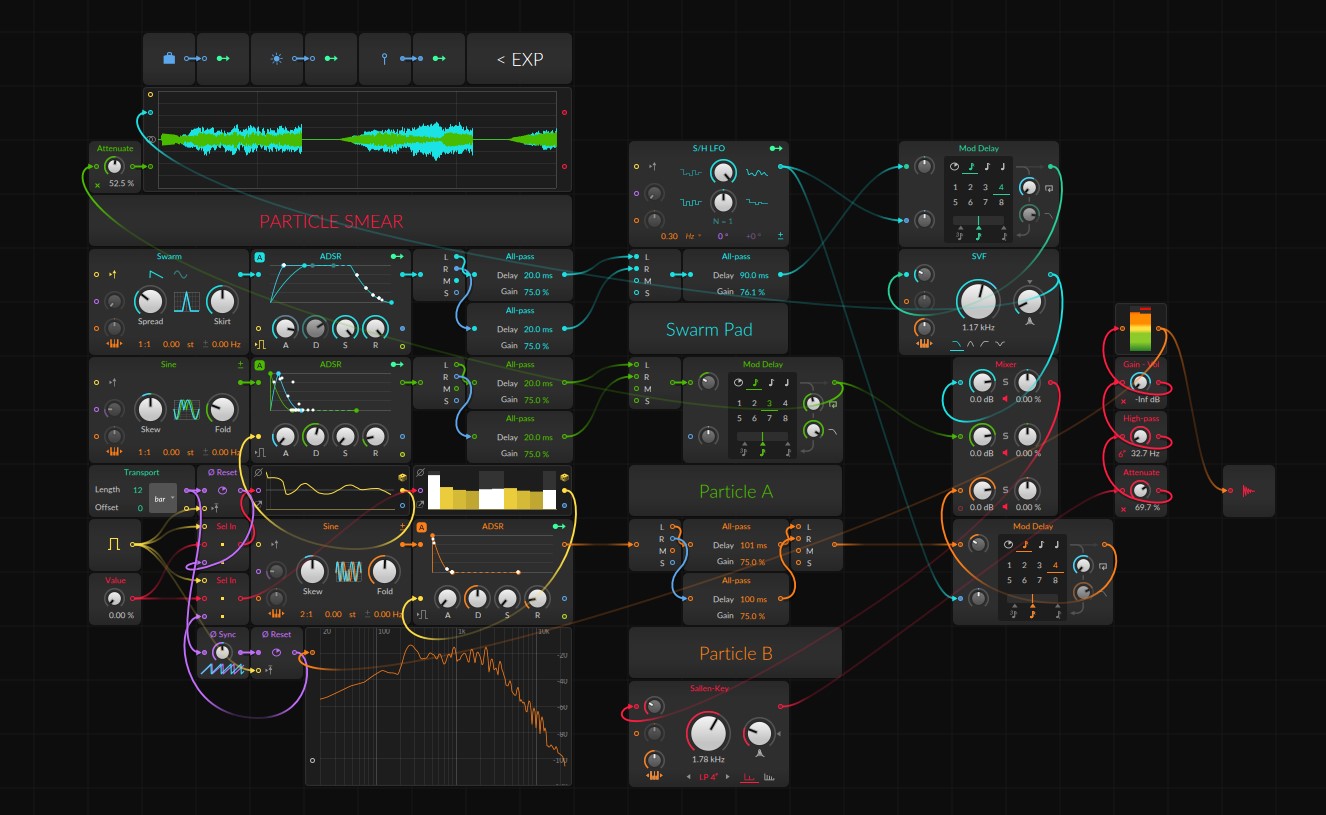 < EXP
Attenuate
52.5 %
PARTICLE SMEAR
S/H LFO
N ~ 1
0.30 Hz 0 ° +0 ° ±
Mod Delay
1 2 3 4
5 6 7 8
Swarm
Spread
Skirt
1:1 0.00 st ± 0.00 Hz
A
ADSR
A D S R
L
R
M
S
All-pass
Delay 20.0 ms
Gain 75.0 %
All-pass
Delay 20.0 ms
Gain 75.0 %
L
R
M
S
All-pass
Delay 90.0 ms
Gain 76.1 %
Swarm Pad
SVF
1.17 kHz
Sine ±
Skew
Fold
1:1 0.00 st ± 0.00 Hz
A
ADSR
A D S R
L
R
M
S
All-pass
Delay 20.0 ms
Gain 75.0 %
All-pass
Delay 20.0 ms
Gain 75.0 %
L
R
M
S
Mod Delay
1 2 3 4
5 6 7 8
Mixer
0.0 dB S 0.00 %
0.0 dB S 0.00 %
0.0 dB S 0.00 %
Gain - Vol
-Inf dB
High-pass
6° 32.7 Hz
Attenuate
69.7 %
Transport
Length 12
Offset 0
bar
Ø Reset
Sel In
Sel In
Value
0.00 %
Ø Sync
Ø Reset
Sine ±
Skew
Fold
2:1 0.00 st ± 0.00 Hz
A
ADSR
A D S R
Particle A
L
R
M
S
All-pass
Delay 101 ms
Gain 75.0 %
All-pass
Delay 100 ms
Gain 75.0 %
L
R
M
S
Mod Delay
1 2 3 4
5 6 7 8
20 100 1k 10k
-20
-40
-60
-80
-100
Particle B
Sallen-Key
1.78 kHz
LP 4°